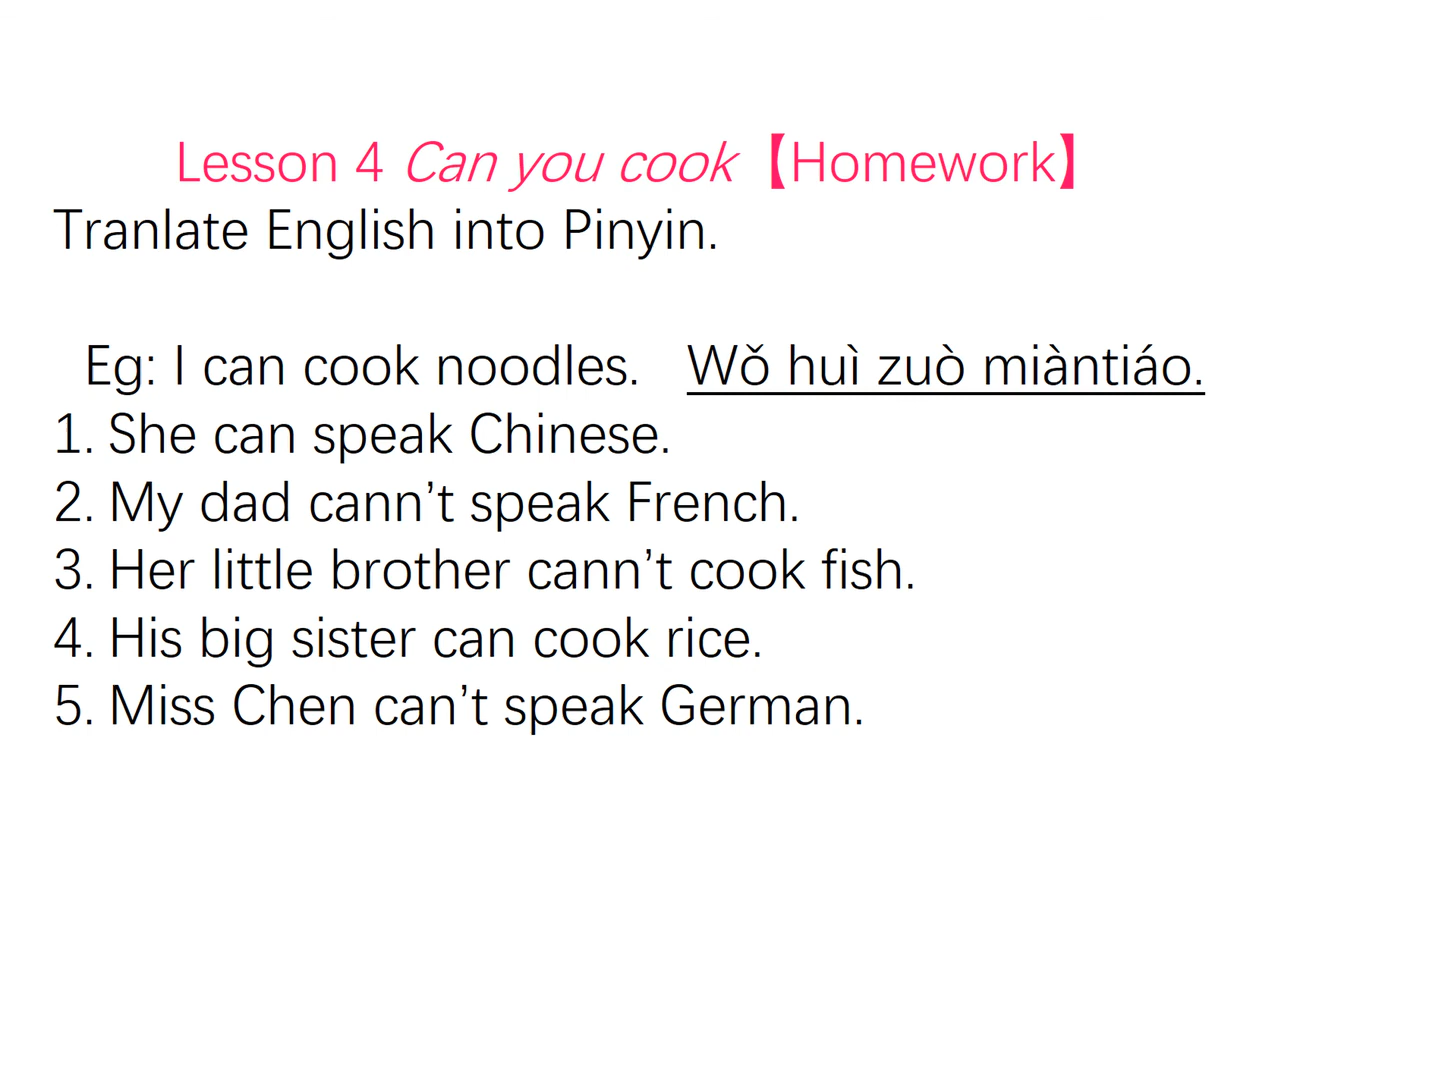 Lesson 4 Can you cook【Homework】
Tranlate English into Pinyin.
Eg: I can cook noodles. Wǒ huì zuò miàntiáo.
1. She can speak Chinese.
2. My dad cann’t speak French.
3. Her little brother cann’t cook fish.
4. His big sister can cook rice.
5. Miss Chen can’t speak German.